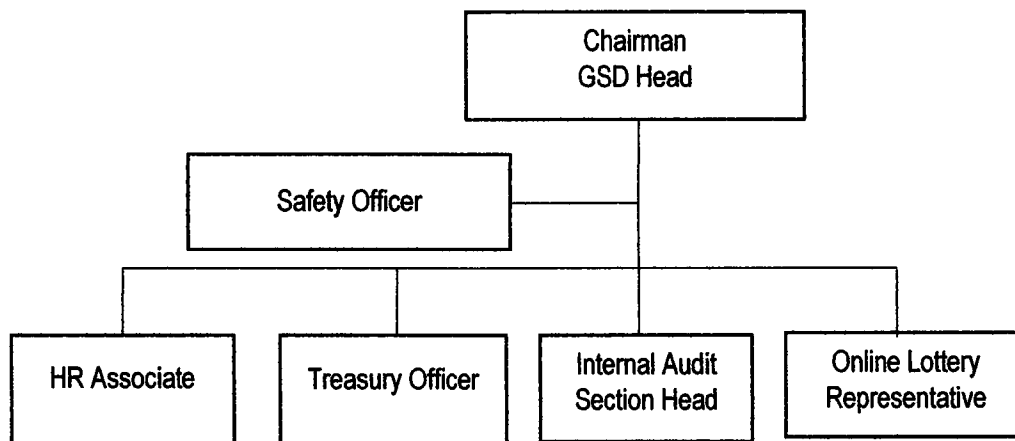 Chairman
GSD Head
Safety Officer
HR Associate
Treasury Officer
Internal Audit
Section Head
Online Lottery
Representative